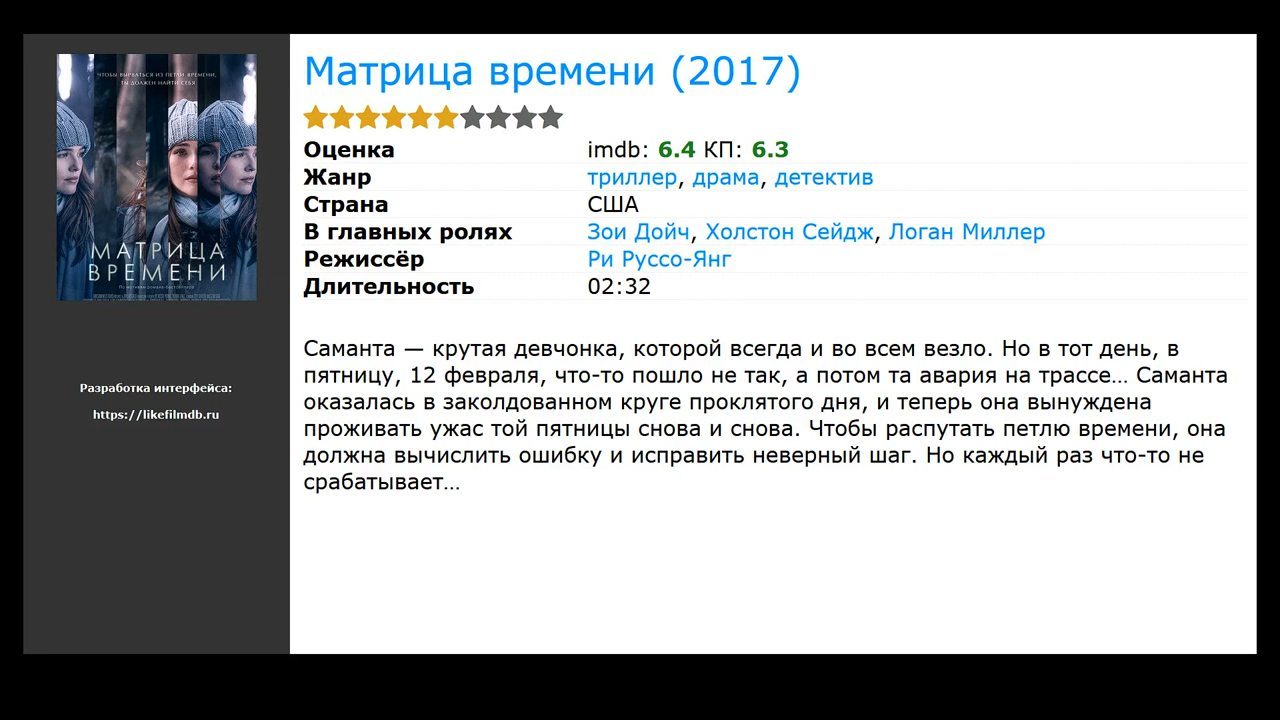 ЧТОБЫ ВЫРВАТЬСЯ ИЗ ПЕТЛИ ВРЕМЕНИ,
ТЫ ДОЛЖЕН НАЙТИ СЕБЯ
МАТРИЦА
ВРЕМЕНИ
По мотивам романа-бестселлера
Разработка интерфейса:
https://likefilmdb.ru
Матрица времени (2017)
Оценка imdb: 6.4 КП: 6.3
Жанр триллер, драма, детектив
Страна США
В главных ролях Зои Дойч, Холстон Сейдж, Логан Миллер
Режиссёр Ри Руссо-Янг
Длительность 02:32
Саманта — крутая девчонка, которой всегда и во всем везло. Но в тот день, в
пятницу, 12 февраля, что-то пошло не так, а потом та авария на трассе… Саманта
оказалась в заколдованном круге проклятого дня, и теперь она вынуждена
проживать ужас той пятницы снова и снова. Чтобы распутать петлю времени, она
должна вычислить ошибку и исправить неверный шаг. Но каждый раз что-то не
срабатывает…